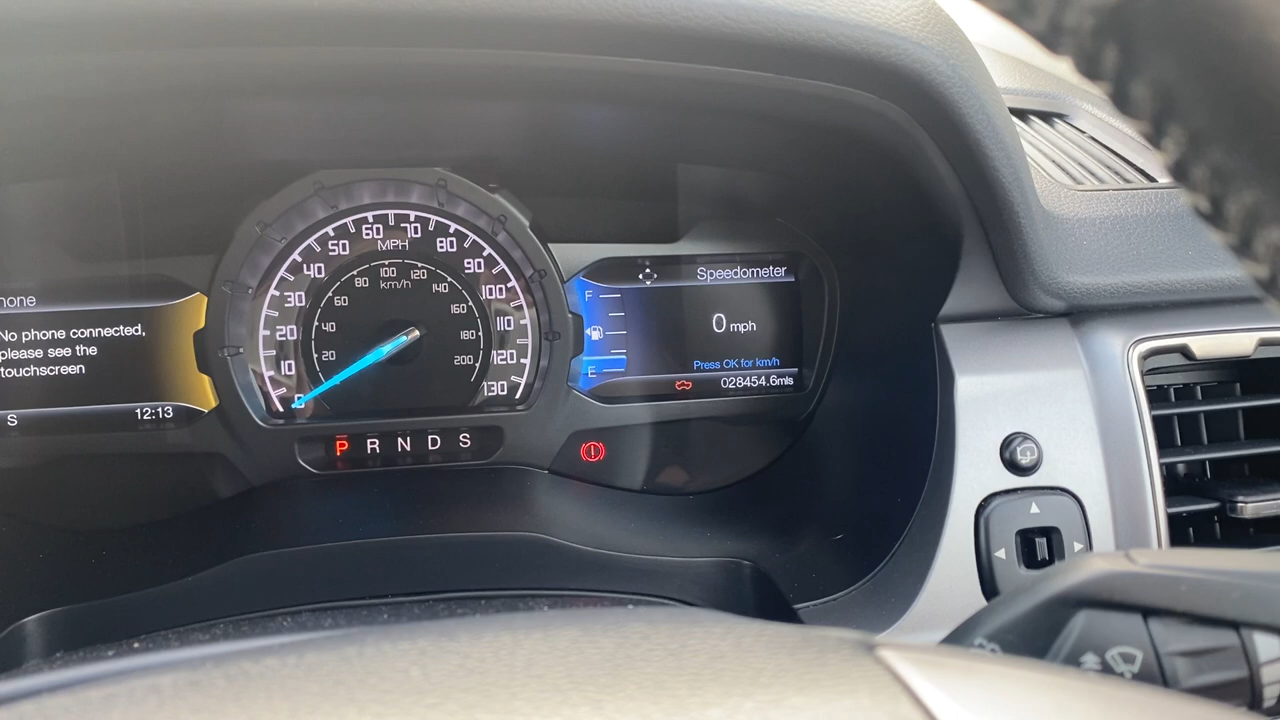 hone
No phone connected,
please see the
touchscreen
S
12:13
0
10
20
30
40
50
60
70
80
90
100
110
120
130
MPH
20
40
60
80
100
120
140
160
180
200
km/h
P R N D S
Speedometer
F
E
0 mph
Press OK for km/h
028454.6mls